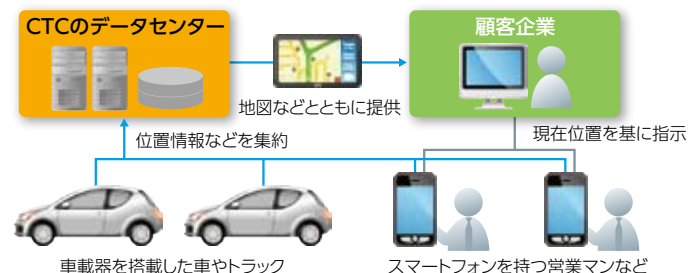 CTCのデータセンター
顧客企業
地図などとともに提供
位置情報などを集約
現在位置を基に指示
車載器を搭載した車やトラック
スマートフォンを持つ営業マンなど